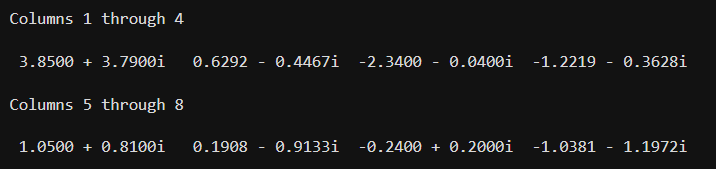 Columns 1 through 4
3.8500 + 3.7900i 0.6292 - 0.4467i -2.3400 - 0.0400i -1.2219 - 0.3628i
Columns 5 through 8
1.0500 + 0.8100i 0.1908 - 0.9133i -0.2400 + 0.2000i -1.0381 - 1.1972i